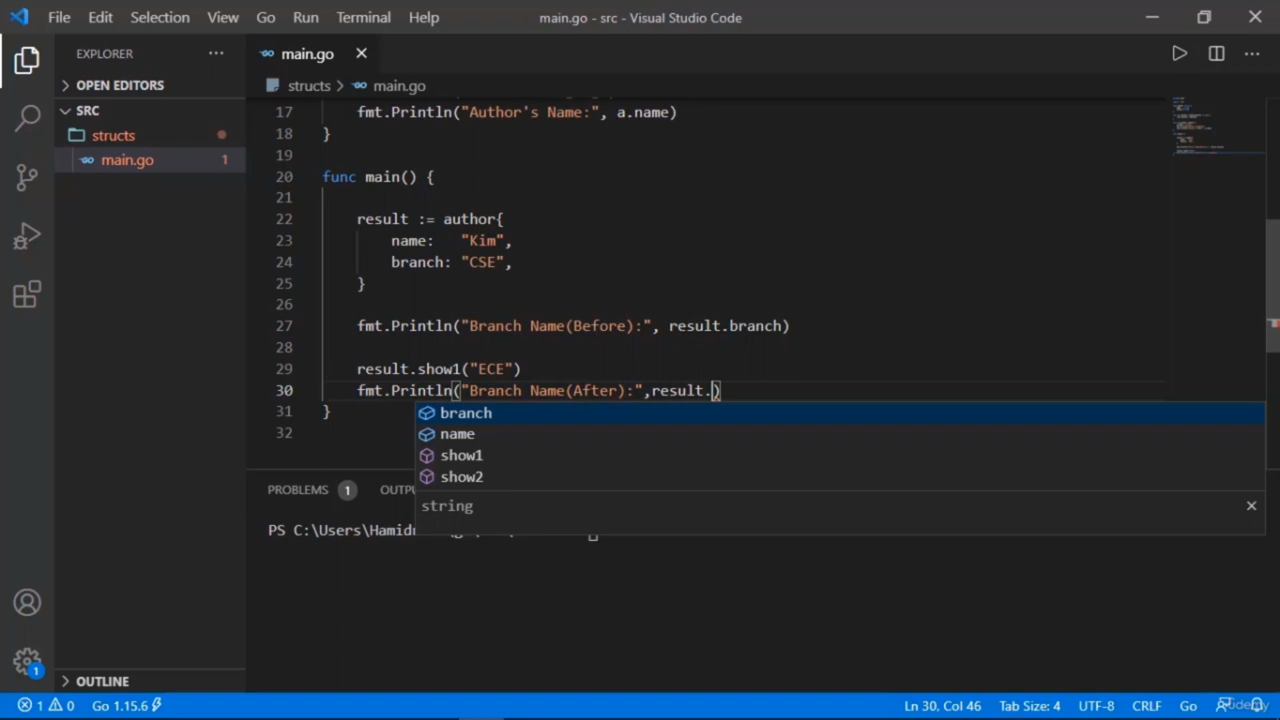 File Edit Selection View Go Run Terminal Help main.go - src - Visual Studio Code
EXPLORER
OPEN EDITORS
SRC
structs
main.go 1
OUTLINE
main.go
structs > main.go
17 fmt.Println("Author's Name:", a.name)
18 }
19
20 func main() {
21
22 result := author{
23 name: "Kim",
24 branch: "CSE",
25 }
26
27 fmt.Println("Branch Name(Before):", result.branch)
28
29 result.show1("ECE")
30 fmt.Println("Branch Name(After):",result.)
31 }
32
branch
name
show1
show2
string
PROBLEMS 1
PS C:\Users\
1
1 0 Go 1.15.6 Ln 30, Col 46 Tab Size: 4 UTF-8 CRLF Go